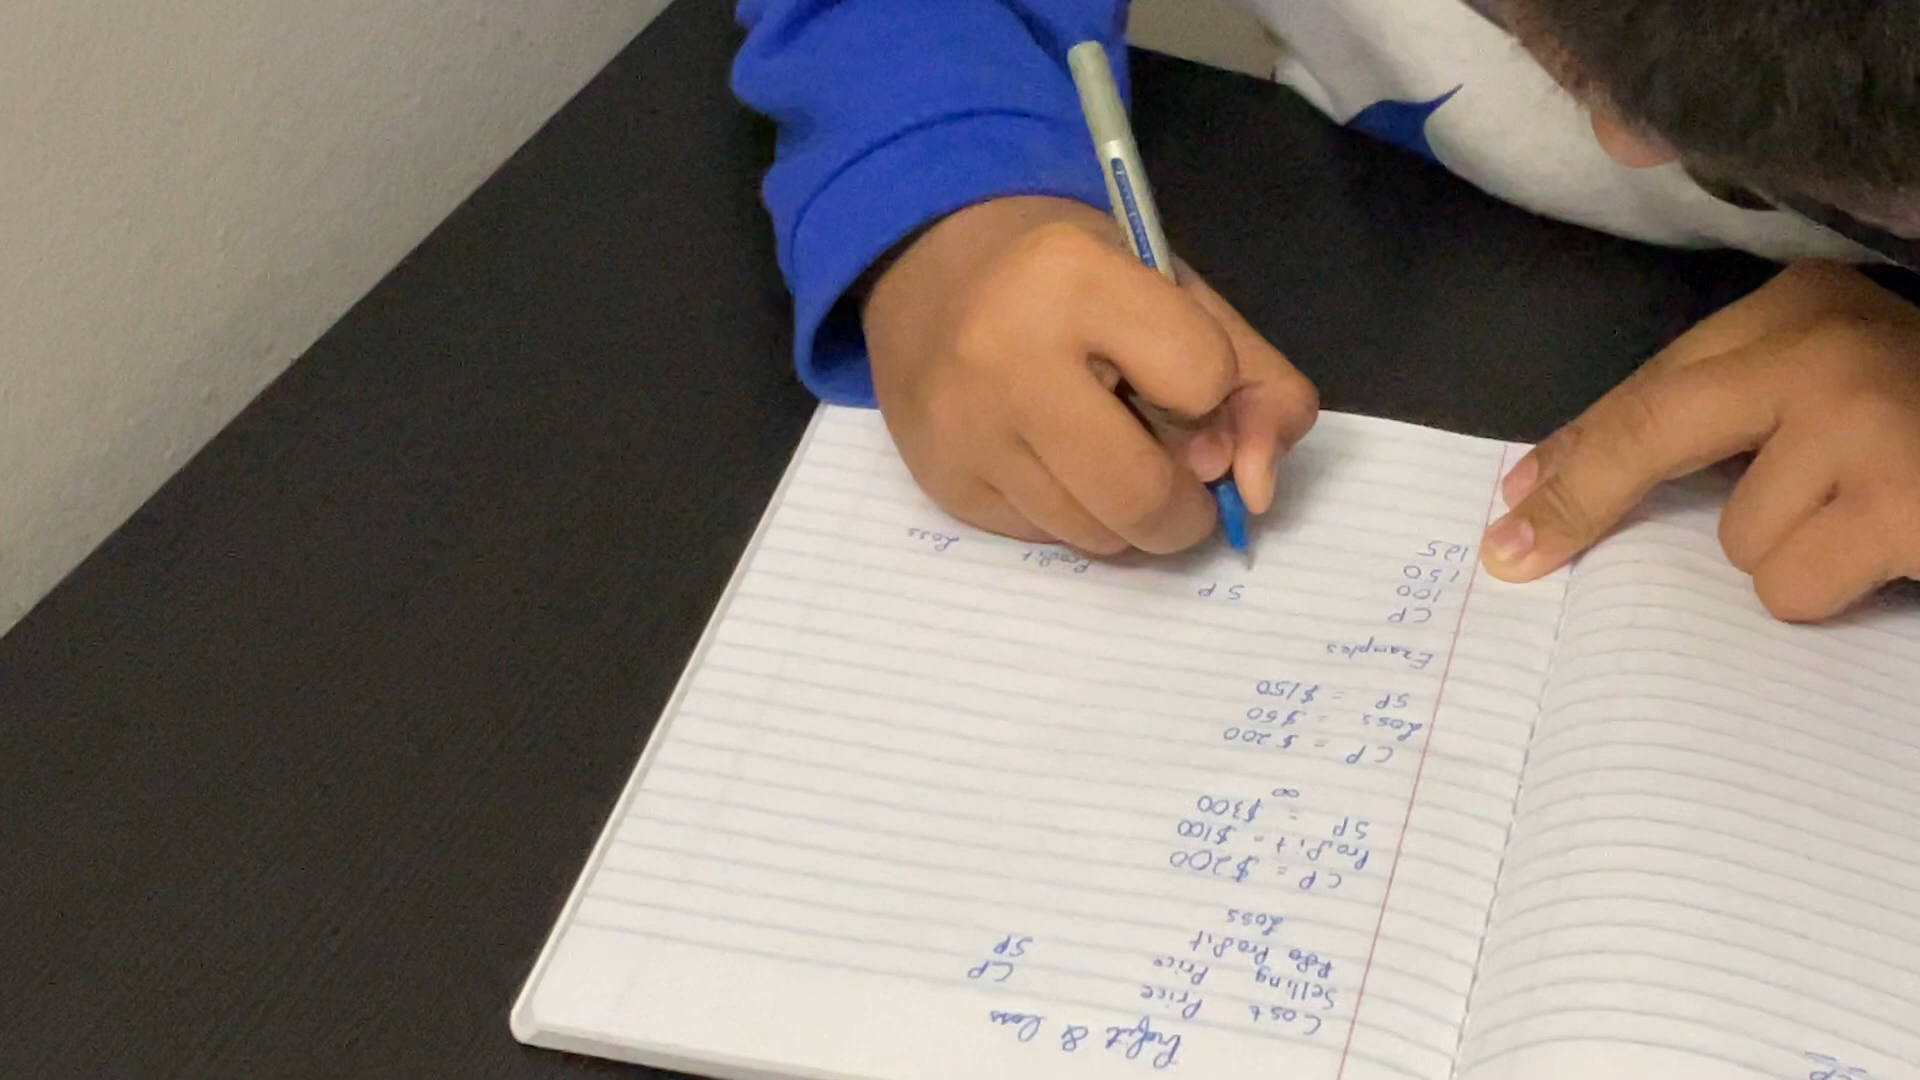 Profit & loss
Cost Price CP
Selling Price SP
Profit
Loss
CP = $200
Profit = $100
SP = $300
CP = $200
Loss = $50
SP = $150
Examples
CP SP Profit Loss
100
150
125